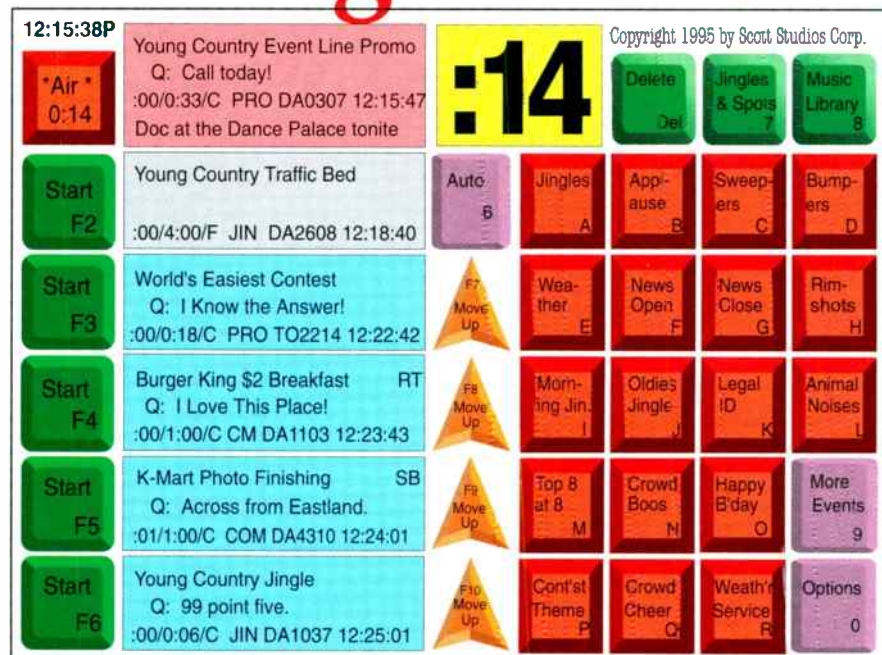 12:15:38P
Copyright 1995 by Scott Studios Corp.
*Air *
0:14
Young Country Event Line Promo
Q: Call today!
:00/0:33/C PRO DA0307 12:15:47
Doc at the Dance Palace tonite
:14
Delete
Del
Jingles
& Spots
7
Music
Library
8
Start
F2
Young Country Traffic Bed
:00/4:00/F JIN DA2608 12:18:40
Auto
6
Jingles
A
Appl-
ause
B
Sweep-
ers
C
Bump-
ers
D
Start
F3
World's Easiest Contest
Q: I Know the Answer!
:00/0:18/C PRO TO2214 12:22:42
F7
Move
Up
Wea-
ther
E
News
Open
F
News
Close
G
Rim-
shots
H
Start
F4
Burger King $2 Breakfast RT
Q: I Love This Place!
:00/1:00/C CM DA1103 12:23:43
F8
Move
Up
Morn-
ing Jin.
I
Oldies
Jingle
J
Legal
ID
K
Animal
Noises
L
Start
F5
K-Mart Photo Finishing SB
Q: Across from Eastland.
:01/1:00/C COM DA4310 12:24:01
F9
Move
Up
Top 8
at 8
M
Crowd
Boos
N
Happy
B'day
O
More
Events
9
Start
F6
Young Country Jingle
Q: 99 point five.
:00/0:06/C JIN DA1037 12:25:01
F10
Move
Up
Cont'st
Theme
P
Crowd
Cheer
Q
Weath'r
Service
R
Options
0